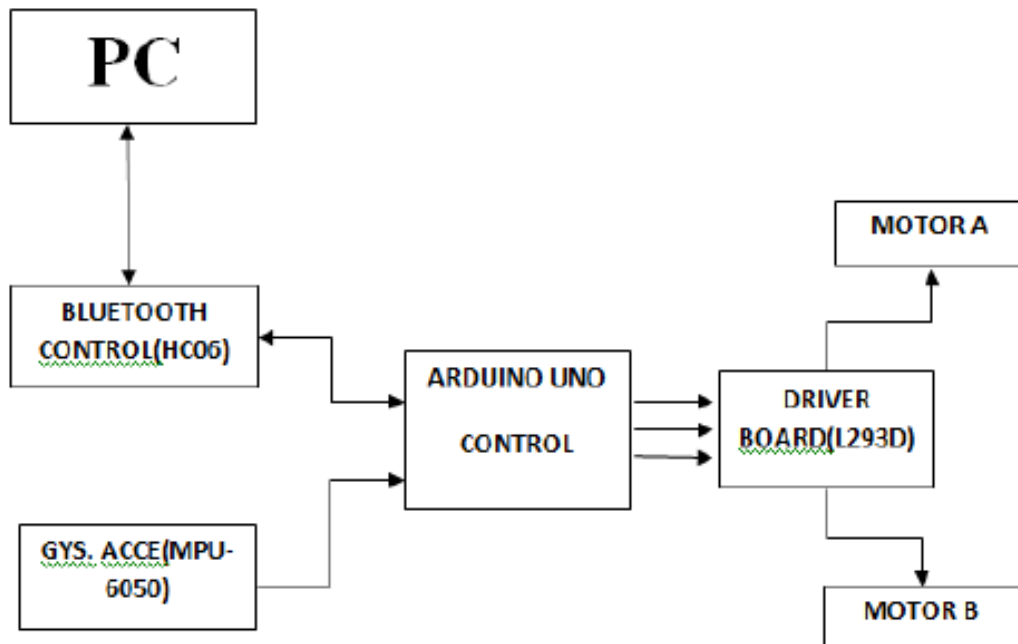 PC
MOTOR A
BLUETOOTH
CONTROL(HC06)
ARDUINO UNO
CONTROL
DRIVER
BOARD(L293D)
GYS. ACCE(MPU-
6050)
MOTOR B